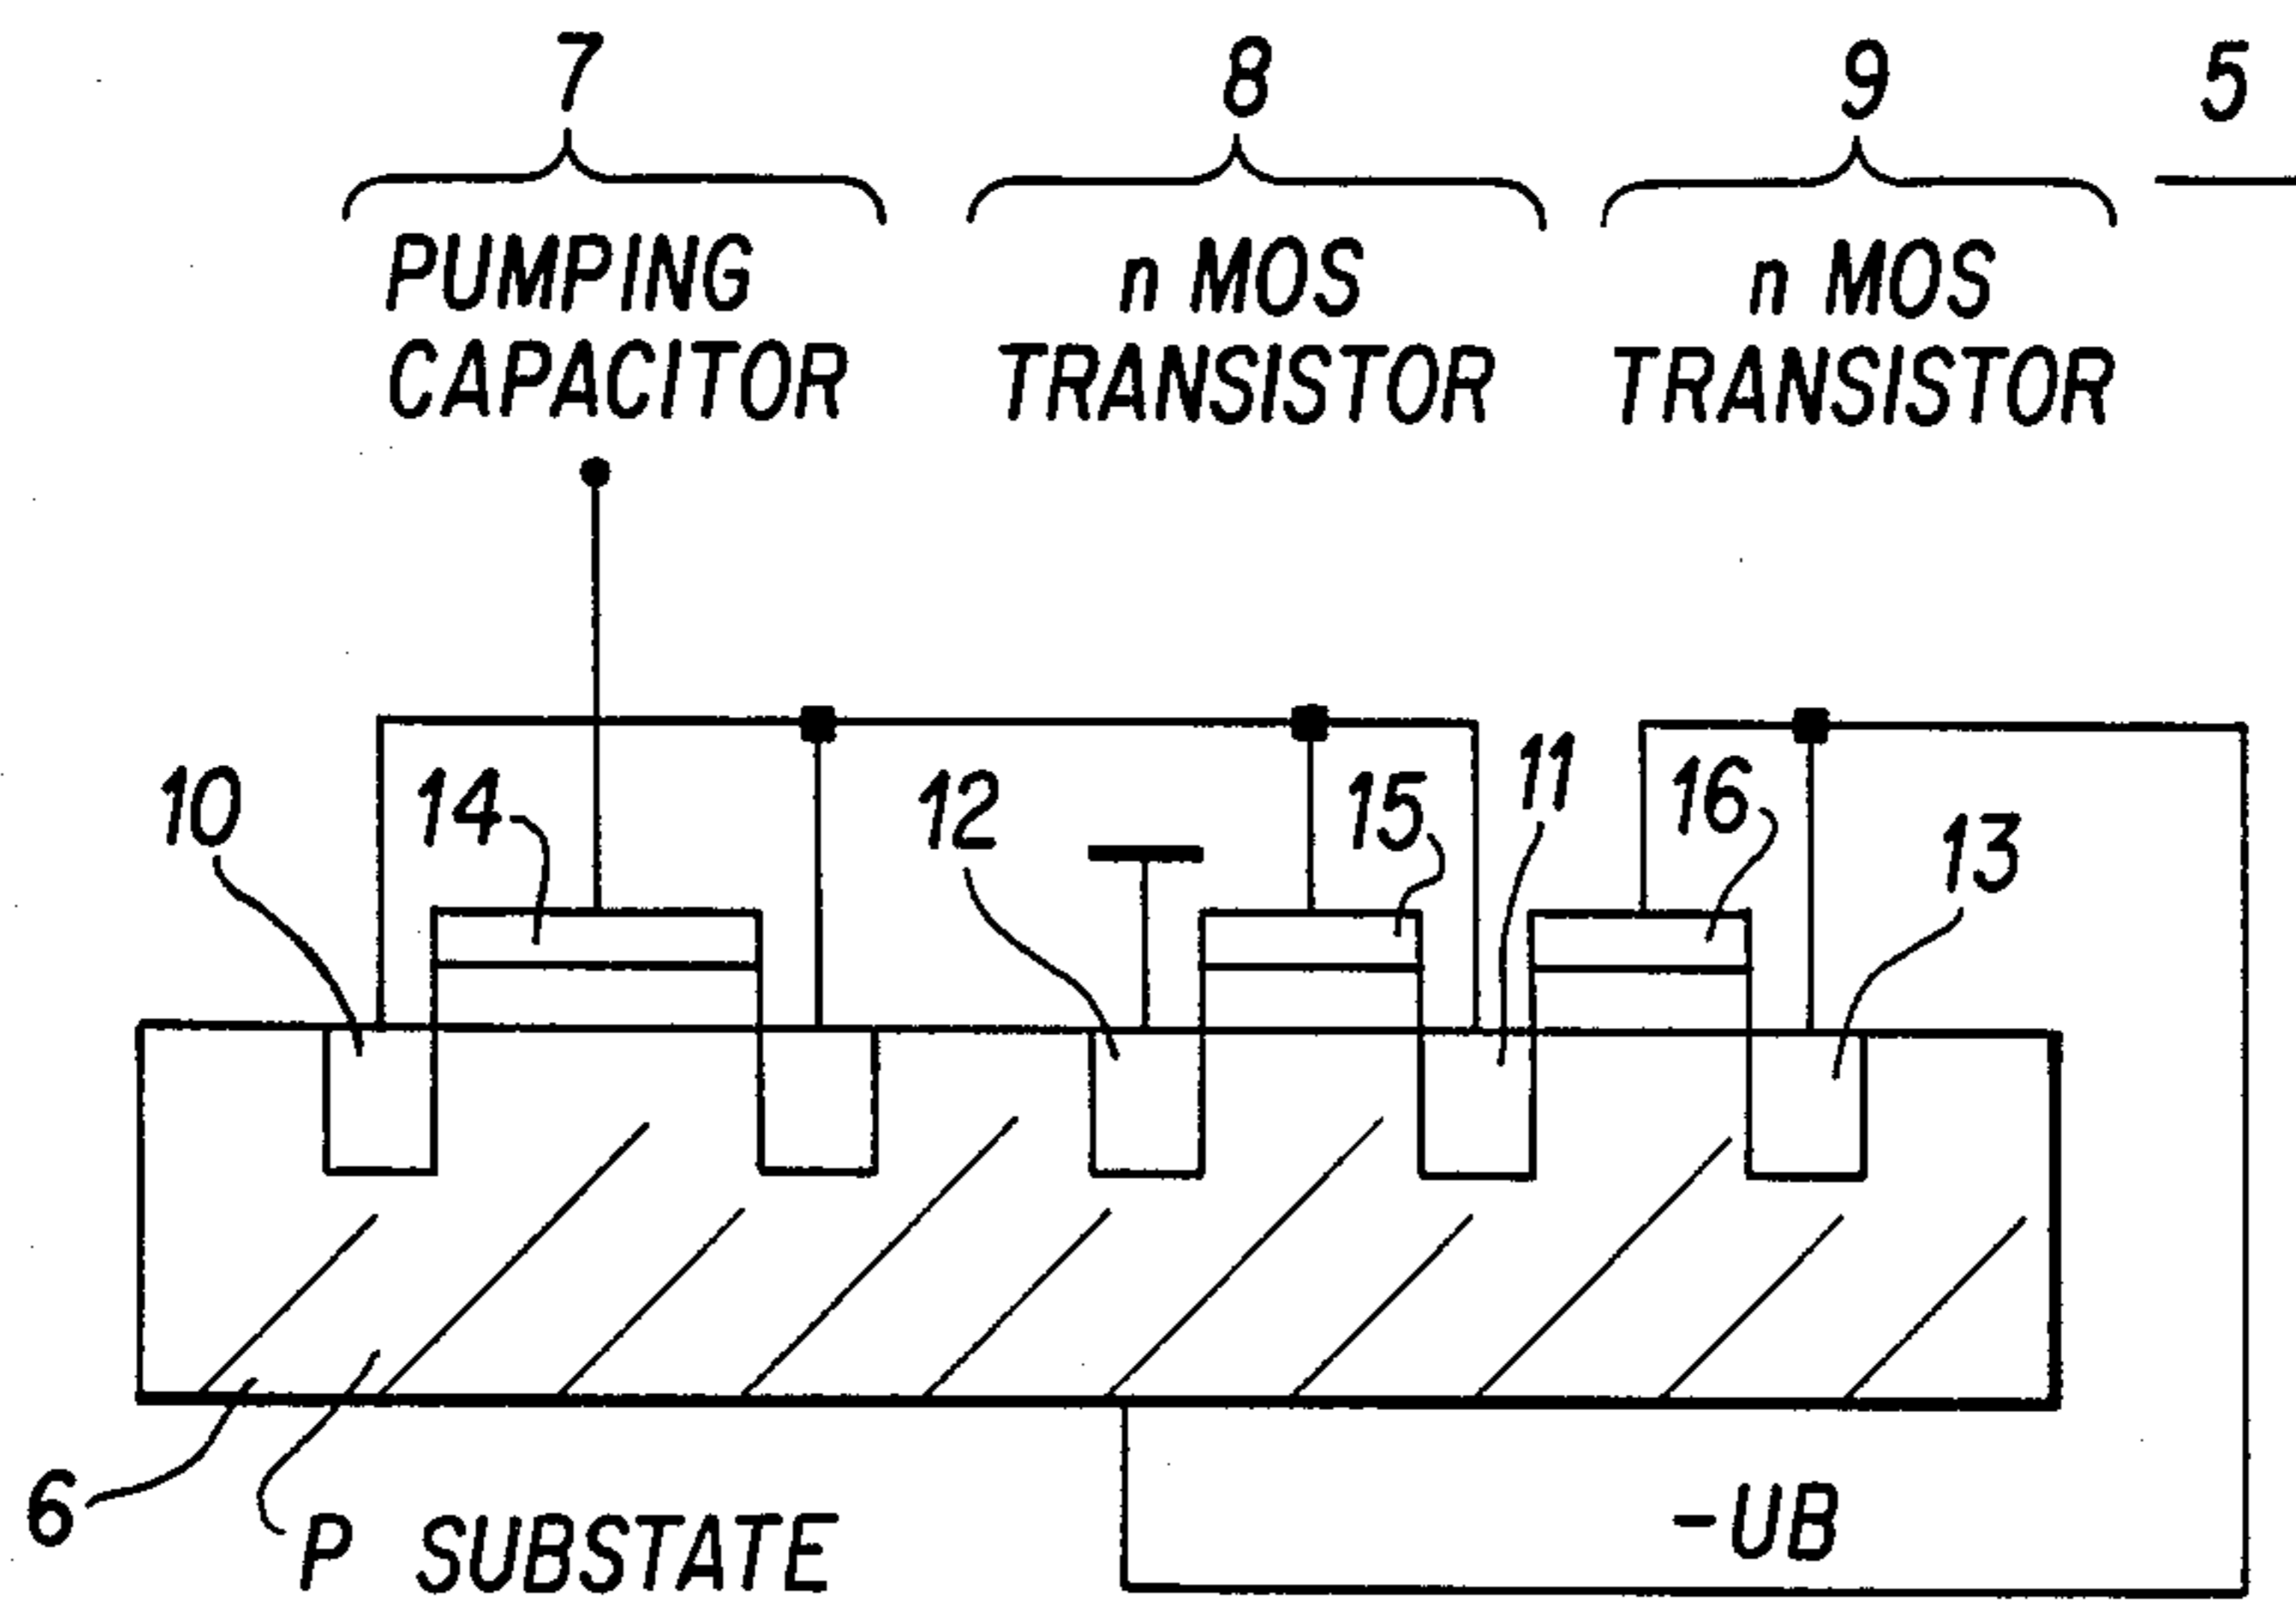 7
8
9
5
PUMPING
CAPACITOR
n MOS
TRANSISTOR
n MOS
TRANSISTOR
10
14
12
15
11
16
13
6
P SUBSTATE
-UB